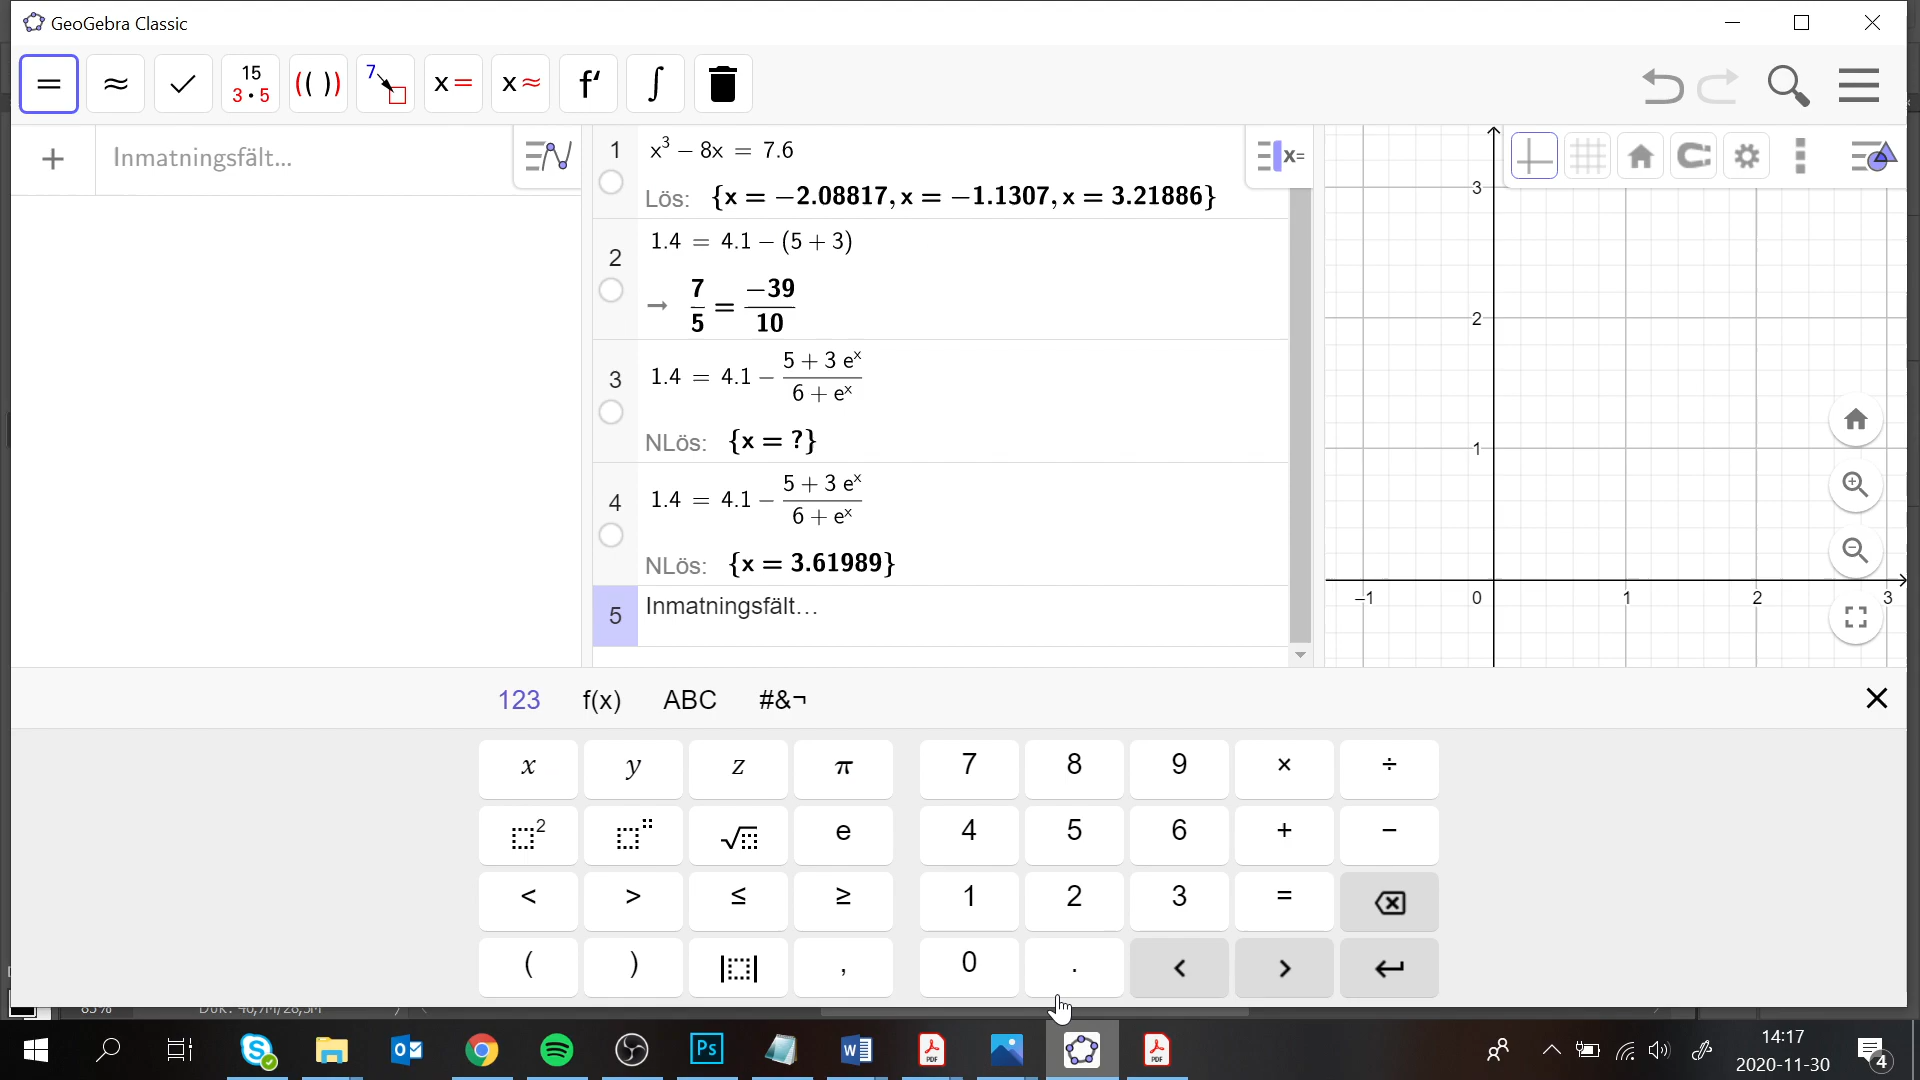 GeoGebra Classic
= ≈ ✓ 15 3·5 (( )) 7 x = x ≈ f‘ ∫
Inmatningsfält...
x=
1 x³ − 8x = 7.6
Lös: {x = −2.08817, x = −1.1307, x = 3.21886}
2 1.4 = 4.1 − (5 + 3)
→ 7/5 = −39/10
3 1.4 = 4.1 − (5 + 3 eˣ)/(6 + eˣ)
NLös: {x = ?}
4 1.4 = 4.1 − (5 + 3 eˣ)/(6 + eˣ)
NLös: {x = 3.61989}
5 Inmatningsfält…
3
2
1
−1 0 1 2 3
123 f(x) ABC #&¬
x y z π 7 8 9 × ÷
2 √ e 4 5 6 + −
< > ≤ ≥ 1 2 3 =
( ) | | , 0 . < >
Ps
PDF
PDF
14:17
2020-11-30
4